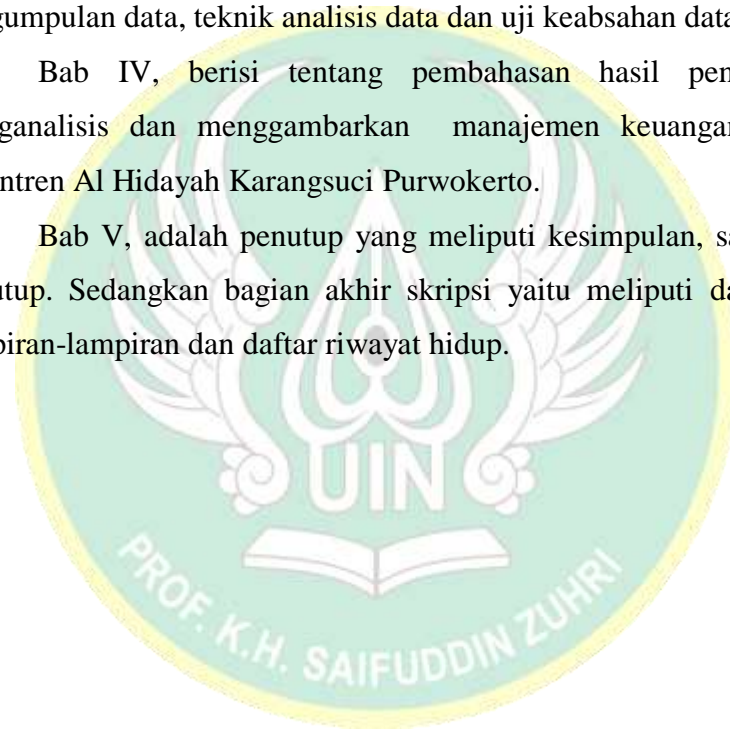 gumpulan data, teknik analisis data dan uji keabsahan data
Bab IV, berisi tentang pembahasan hasil pen
ganalisis dan menggambarkan manajemen keuangan
ntren Al Hidayah Karangsuci Purwokerto.
Bab V, adalah penutup yang meliputi kesimpulan, sa
utup. Sedangkan bagian akhir skripsi yaitu meliputi da
piran-lampiran dan daftar riwayat hidup.
UIN
PROF. K.H. SAIFUDDIN ZUHRI